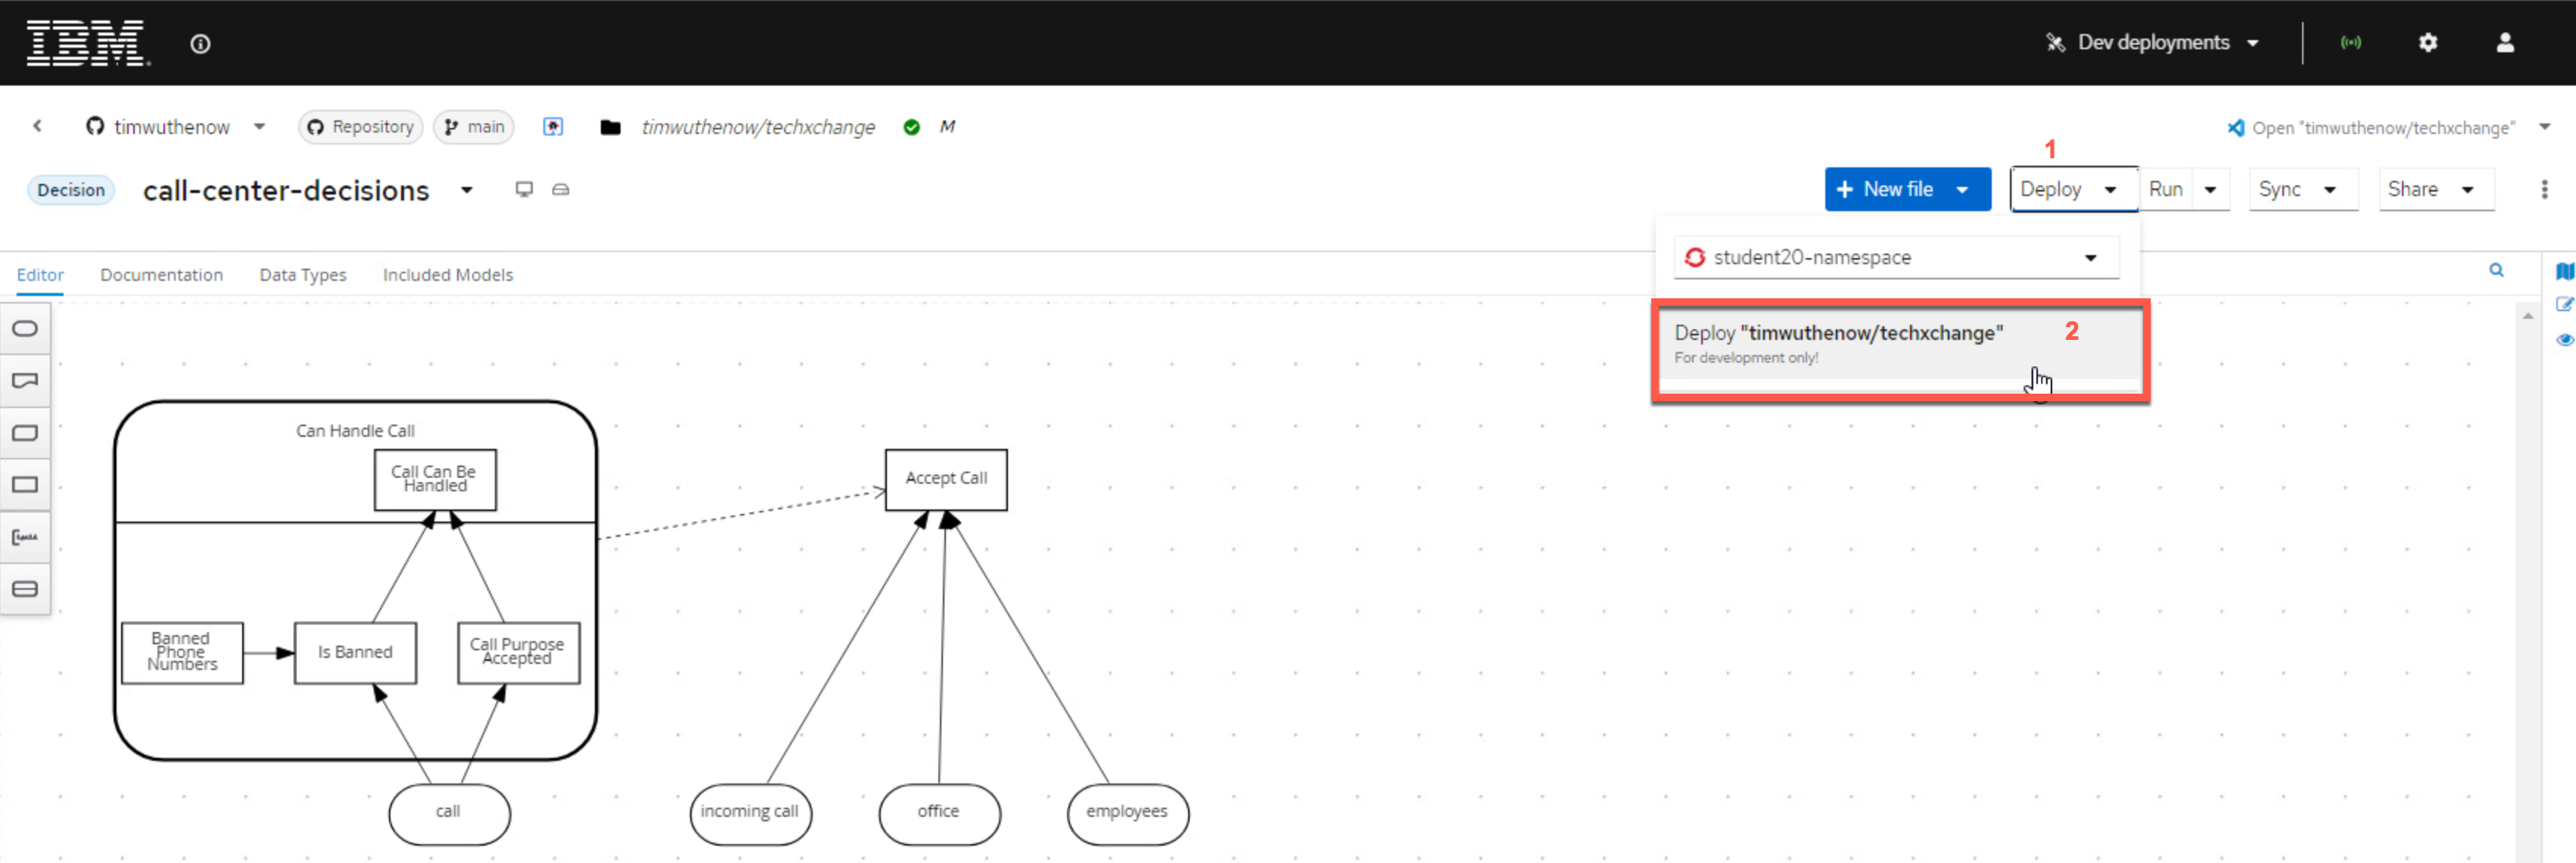 IBM
Dev deployments
timwuthenow
Repository
main
timwuthenow/techxchange
M
Open "timwuthenow/techxchange"
1
Decision
call-center-decisions
+ New file
Deploy
Run
Sync
Share
student20-namespace
Editor
Documentation
Data Types
Included Models
Deploy "timwuthenow/techxchange"
2
For development only!
Can Handle Call
Call Can Be
Handled
Accept Call
Banned
Phone
Numbers
Is Banned
Call Purpose
Accepted
call
incoming call
office
employees